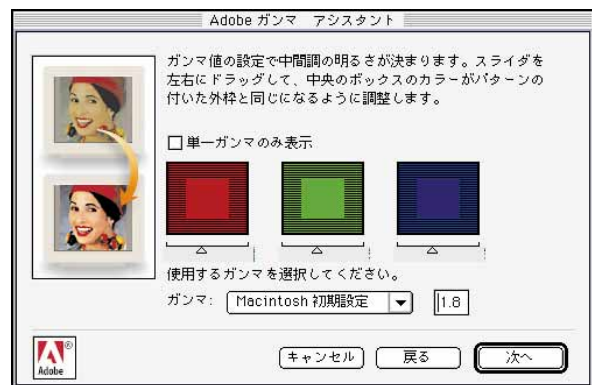 Adobe ガンマ アシスタント
ガンマ値の設定で中間調の明るさが決まります。スライダを
左右にドラッグして、中央のボックスのカラーがパターンの
付いた外枠と同じになるように調整します。
単一ガンマのみ表示
使用するガンマを選択してください。
ガンマ: Macintosh 初期設定 1.8
Adobe
キャンセル 戻る 次へ